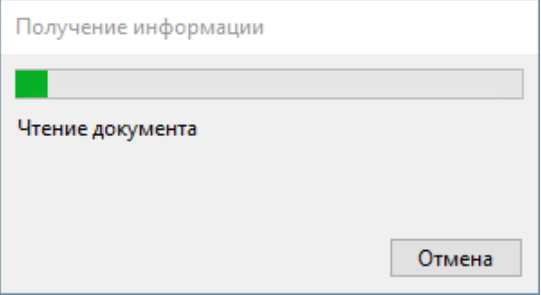 Получение информации
Чтение документа
Отмена